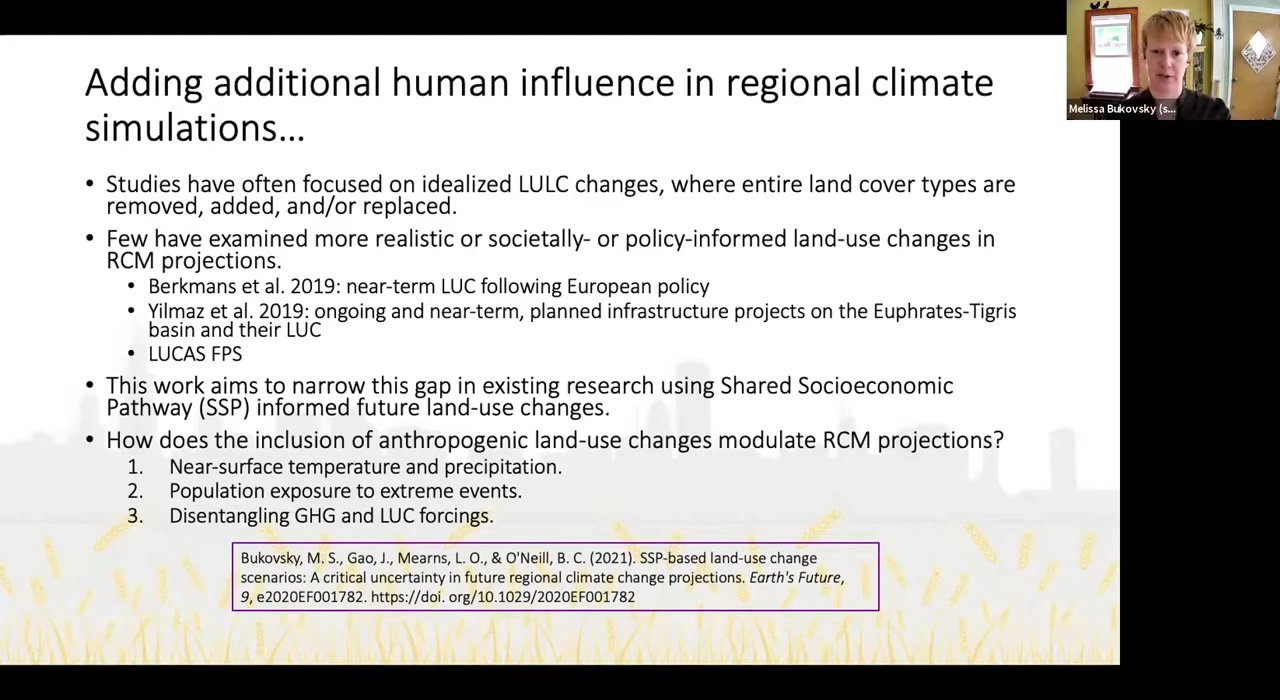 Adding additional human influence in regional climate
simulations...
Melissa Bukovsky (s...
• Studies have often focused on idealized LULC changes, where entire land cover types are
removed, added, and/or replaced.
• Few have examined more realistic or societally- or policy-informed land-use changes in
RCM projections.
• Berkmans et al. 2019: near-term LUC following European policy
• Yilmaz et al. 2019: ongoing and near-term, planned infrastructure projects on the Euphrates-Tigris
basin and their LUC
• LUCAS FPS
• This work aims to narrow this gap in existing research using Shared Socioeconomic
Pathway (SSP) informed future land-use changes.
• How does the inclusion of anthropogenic land-use changes modulate RCM projections?
1. Near-surface temperature and precipitation.
2. Population exposure to extreme events.
3. Disentangling GHG and LUC forcings.
Bukovsky, M. S., Gao, J., Mearns, L. O., & O'Neill, B. C. (2021). SSP-based land-use change
scenarios: A critical uncertainty in future regional climate change projections. Earth's Future,
9, e2020EF001782. https://doi. org/10.1029/2020EF001782